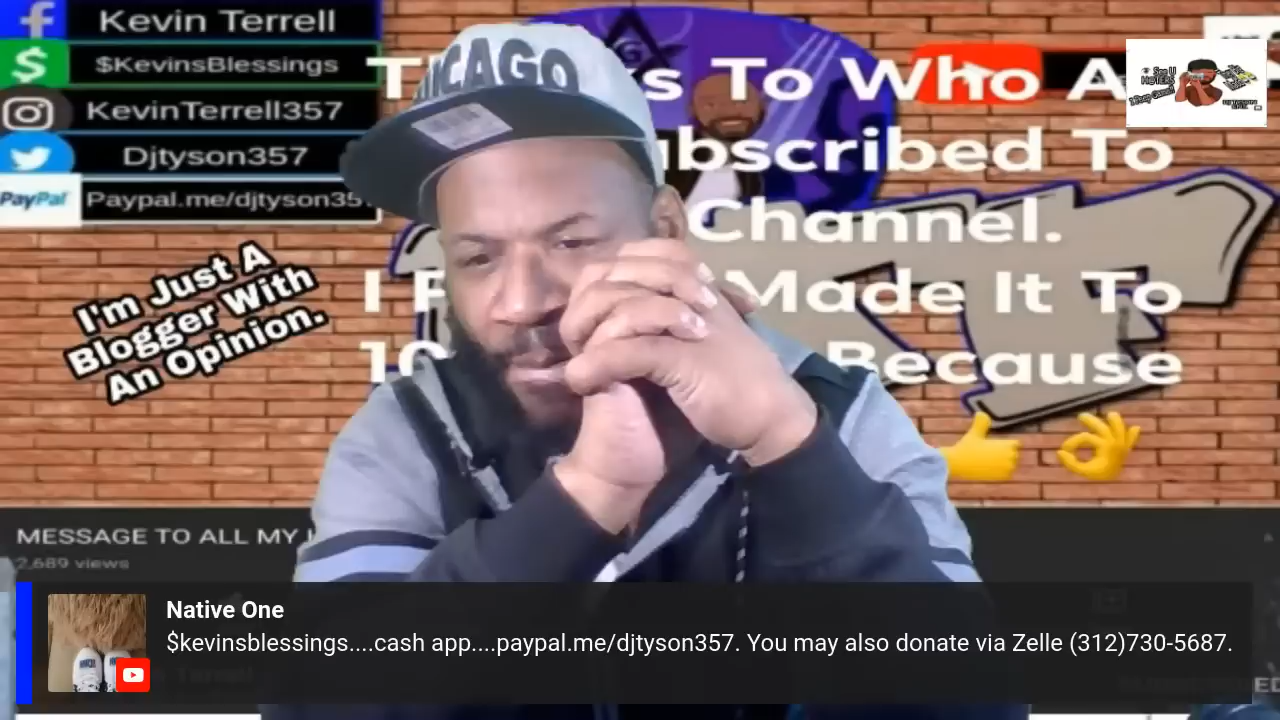 Kevin Terrell
$KevinsBlessings
KevinTerrell357
Djtyson357
PayPal
Paypal.me/djtyson35
I'm Just A
Blogger With
An Opinion.
CHICAGO
To Who
bscribed To
Channel.
I
Made It To
10 Because
MESSAGE TO ALL MY
2,689 views
Native One
$kevinsblessings....cash app....paypal.me/djtyson357. You may also donate via Zelle (312)730-5687.